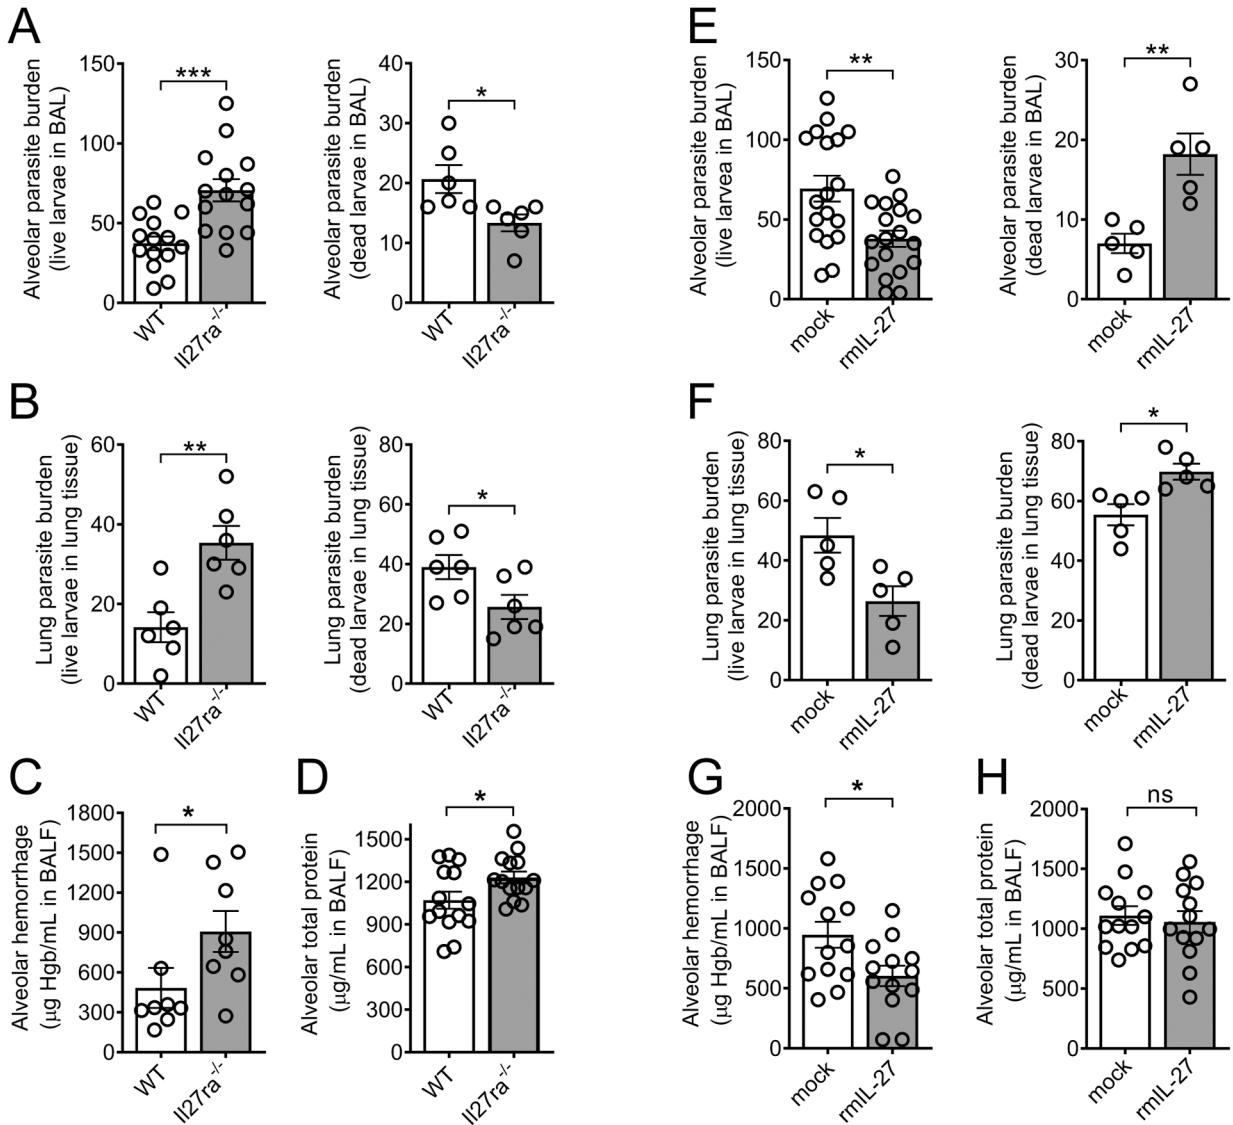 A
Alveolar parasite burden
(live larvae in BAL)
150
100
50
0
***
WT
Il27ra-/-
Alveolar parasite burden
(dead larvae in BAL)
40
30
20
10
0
*
WT
Il27ra-/-
E
Alveolar parasite burden
(live larvea in BAL)
150
100
50
0
**
mock
rmIL-27
Alveolar parasite burden
(dead larvae in BAL)
30
20
10
0
**
mock
rmIL-27
B
Lung parasite burden
(live larvae in lung tissue)
60
40
20
0
**
WT
Il27ra-/-
Lung parasite burden
(dead larvae in lung tissue)
80
60
40
20
0
*
WT
Il27ra-/-
F
Lung parasite burden
(live larvae in lung tissue)
80
60
40
20
0
*
mock
rmIL-27
Lung parasite burden
(dead larvae in lung tissue)
80
60
40
20
0
*
mock
rmIL-27
C
Alveolar hemorrhage
(µg Hgb/mL in BALF)
1800
1500
1200
900
600
300
0
*
WT
Il27ra-/-
D
Alveolar total protein
(µg/mL in BALF)
1500
1200
900
600
300
0
*
WT
Il27ra-/-
G
Alveolar hemorrhage
(µg Hgb/mL in BALF)
2000
1500
1000
500
0
*
mock
rmIL-27
H
Alveolar total protein
(µg/mL in BALF)
2000
1500
1000
500
0
ns
mock
rmIL-27